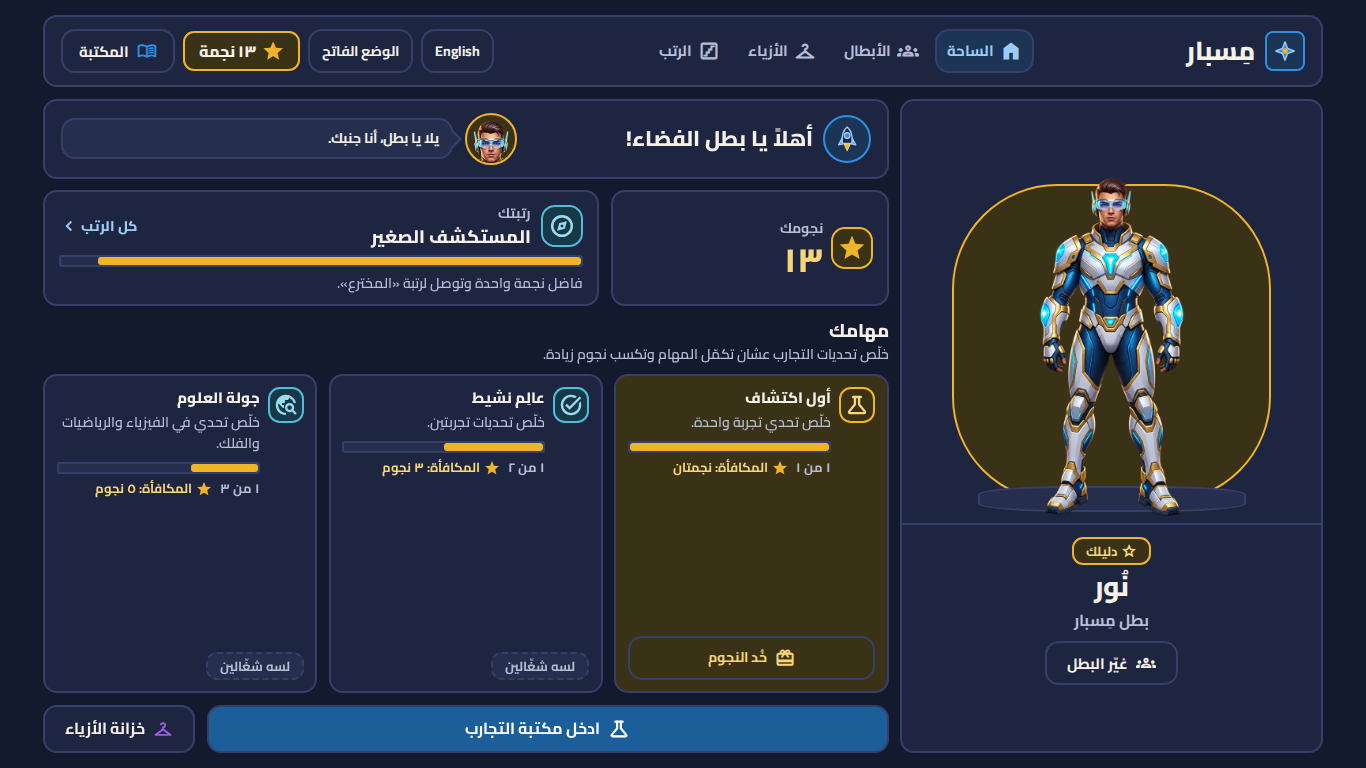 مِسبار
الساحة
الأبطال
الأزياء
الرتب
English
الوضع الفاتح
١٣ نجمة
المكتبة
أهلاً يا بطل الفضاء!
يلا يا بطل، أنا جنبك.
نجومك
١٣
رتبتك
المستكشف الصغير
كل الرتب
فاضل نجمة واحدة وتوصل لرتبة «المخترع».
مهامك
خلّص تحديات التجارب عشان تكمّل المهام وتكسب نجوم زيادة.
أول اكتشاف
خلّص تحدي تجربة واحدة.
١ من ١ المكافأة: نجمتان
خُد النجوم
عالِم نشيط
خلّص تحديات تجربتين.
١ من ٢ المكافأة: ٣ نجوم
لسه شغّالين
جولة العلوم
خلّص تحدي في الفيزياء والرياضيات
والفلك.
١ من ٣ المكافأة: ٥ نجوم
لسه شغّالين
ادخل مكتبة التجارب
خزانة الأزياء
دليلك
نُور
بطل مِسبار
غيّر البطل